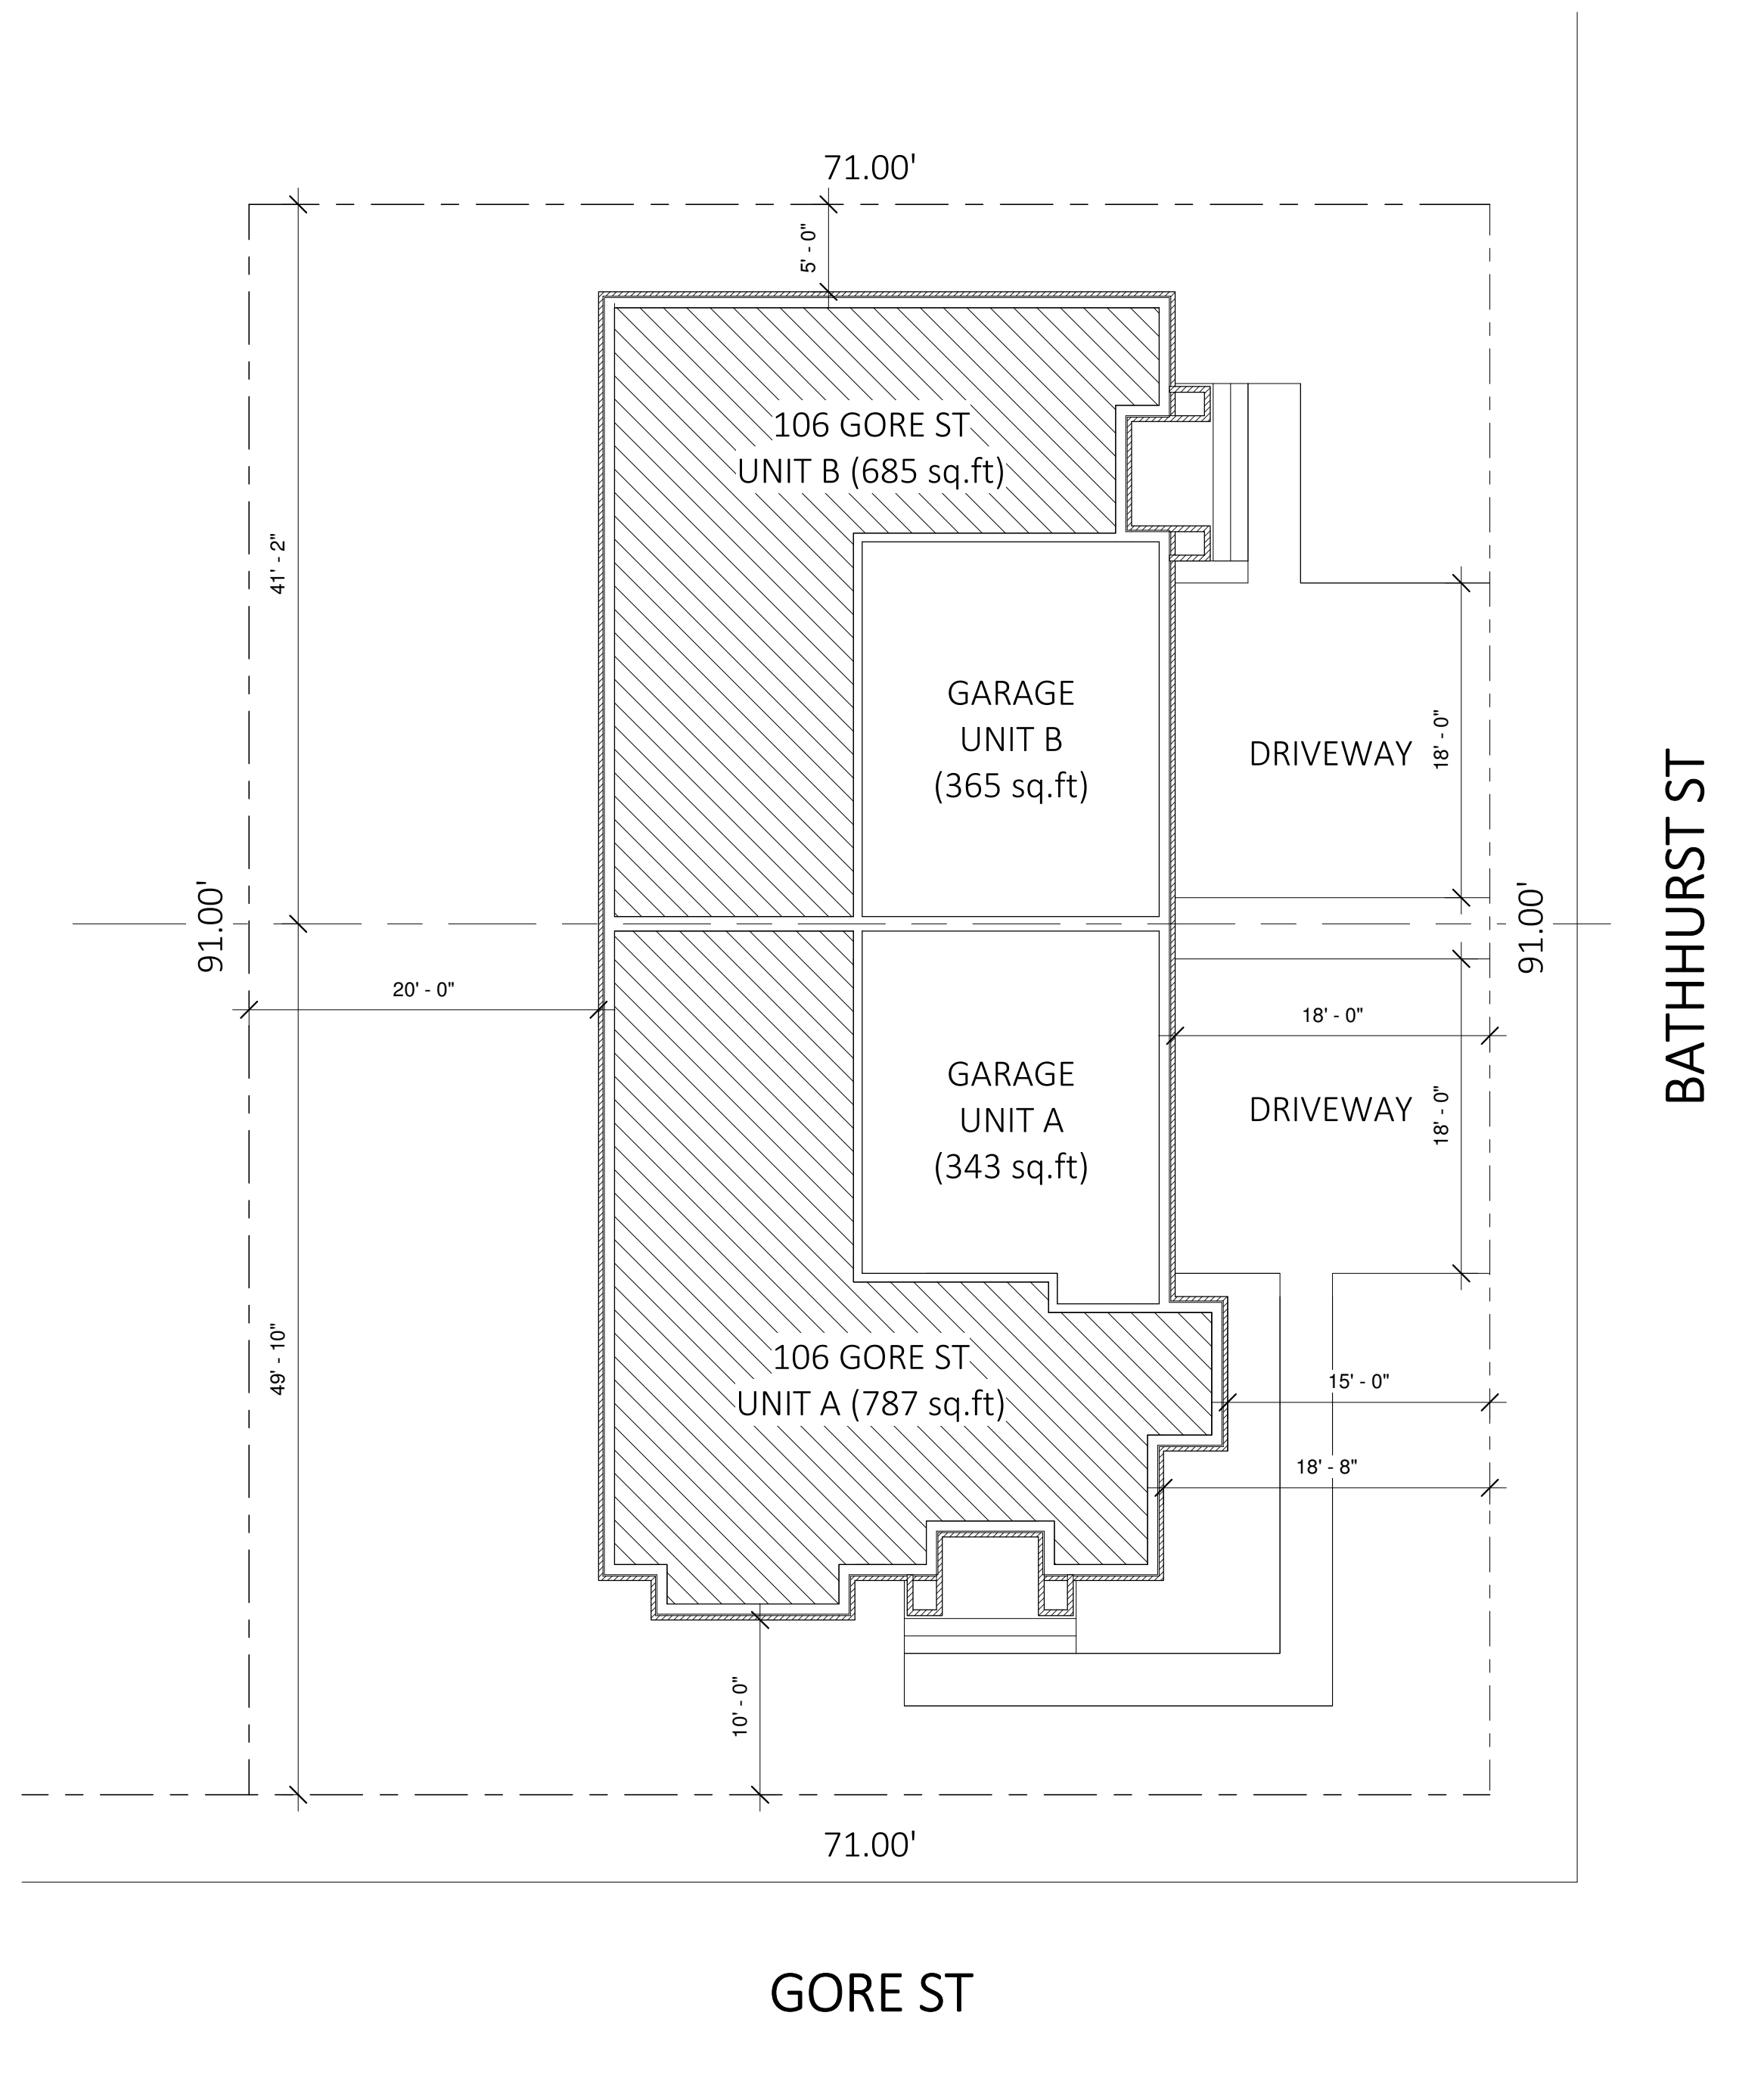 71.00'
5' - 0"
106 GORE ST
UNIT B (685 sq.ft)
41' - 2"
GARAGE
UNIT B
(365 sq.ft)
DRIVEWAY
18' - 0"
BATHHURST ST
91.00'
91.00'
20' - 0"
18' - 0"
GARAGE
UNIT A
(343 sq.ft)
DRIVEWAY
18' - 0"
49' - 10"
106 GORE ST
UNIT A (787 sq.ft)
15' - 0"
18' - 8"
10' - 0"
71.00'
GORE ST